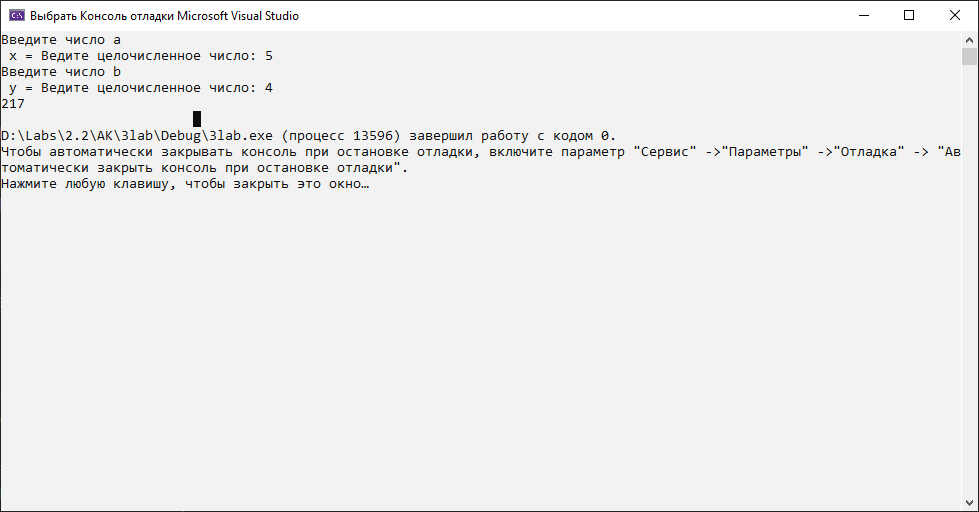 C:\
Выбрать Консоль отладки Microsoft Visual Studio
Введите число a
x = Ведите целочисленное число: 5
Введите число b
y = Ведите целочисленное число: 4
217
D:\Labs\2.2\AK\3lab\Debug\3lab.exe (процесс 13596) завершил работу с кодом 0.
Чтобы автоматически закрывать консоль при остановке отладки, включите параметр "Сервис" ->"Параметры" ->"Отладка" -> "Ав
томатически закрыть консоль при остановке отладки".
Нажмите любую клавишу, чтобы закрыть это окно…